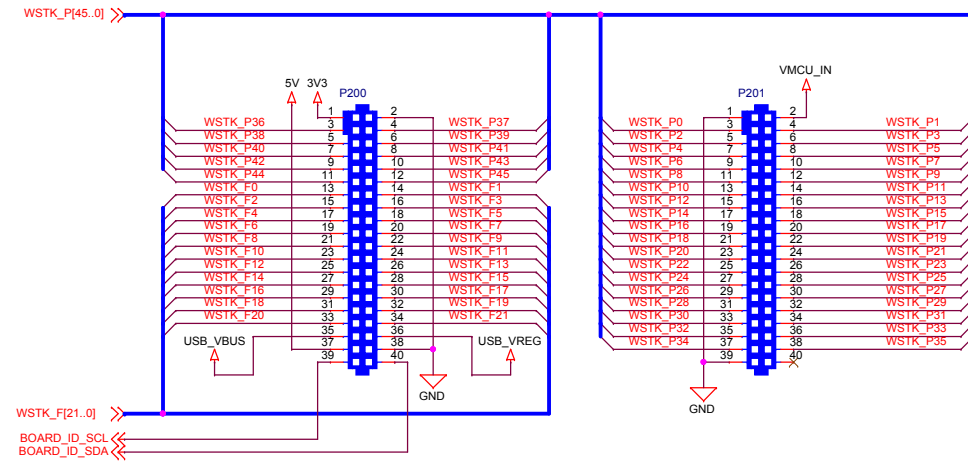 WSTK_P[45..0]
5V 3V3 P200
VMCU_IN
P201
1 2 1 2
WSTK_P36 3 4 WSTK_P37 WSTK_P0 3 4 WSTK_P1
WSTK_P38 5 6 WSTK_P39 WSTK_P2 5 6 WSTK_P3
WSTK_P40 7 8 WSTK_P41 WSTK_P4 7 8 WSTK_P5
WSTK_P42 9 10 WSTK_P43 WSTK_P6 9 10 WSTK_P7
WSTK_P44 11 12 WSTK_P45 WSTK_P8 11 12 WSTK_P9
WSTK_F0 13 14 WSTK_F1 WSTK_P10 13 14 WSTK_P11
WSTK_F2 15 16 WSTK_F3 WSTK_P12 15 16 WSTK_P13
WSTK_F4 17 18 WSTK_F5 WSTK_P14 17 18 WSTK_P15
WSTK_F6 19 20 WSTK_F7 WSTK_P16 19 20 WSTK_P17
WSTK_F8 21 22 WSTK_F9 WSTK_P18 21 22 WSTK_P19
WSTK_F10 23 24 WSTK_F11 WSTK_P20 23 24 WSTK_P21
WSTK_F12 25 26 WSTK_F13 WSTK_P22 25 26 WSTK_P23
WSTK_F14 27 28 WSTK_F15 WSTK_P24 27 28 WSTK_P25
WSTK_F16 29 30 WSTK_F17 WSTK_P26 29 30 WSTK_P27
WSTK_F18 31 32 WSTK_F19 WSTK_P28 31 32 WSTK_P29
WSTK_F20 33 34 WSTK_F21 WSTK_P30 33 34 WSTK_P31
35 36 WSTK_P32 35 36 WSTK_P33
USB_VBUS 37 38 USB_VREG WSTK_P34 37 38 WSTK_P35
39 40 39 40
GND
GND
WSTK_F[21..0]
BOARD_ID_SCL
BOARD_ID_SDA